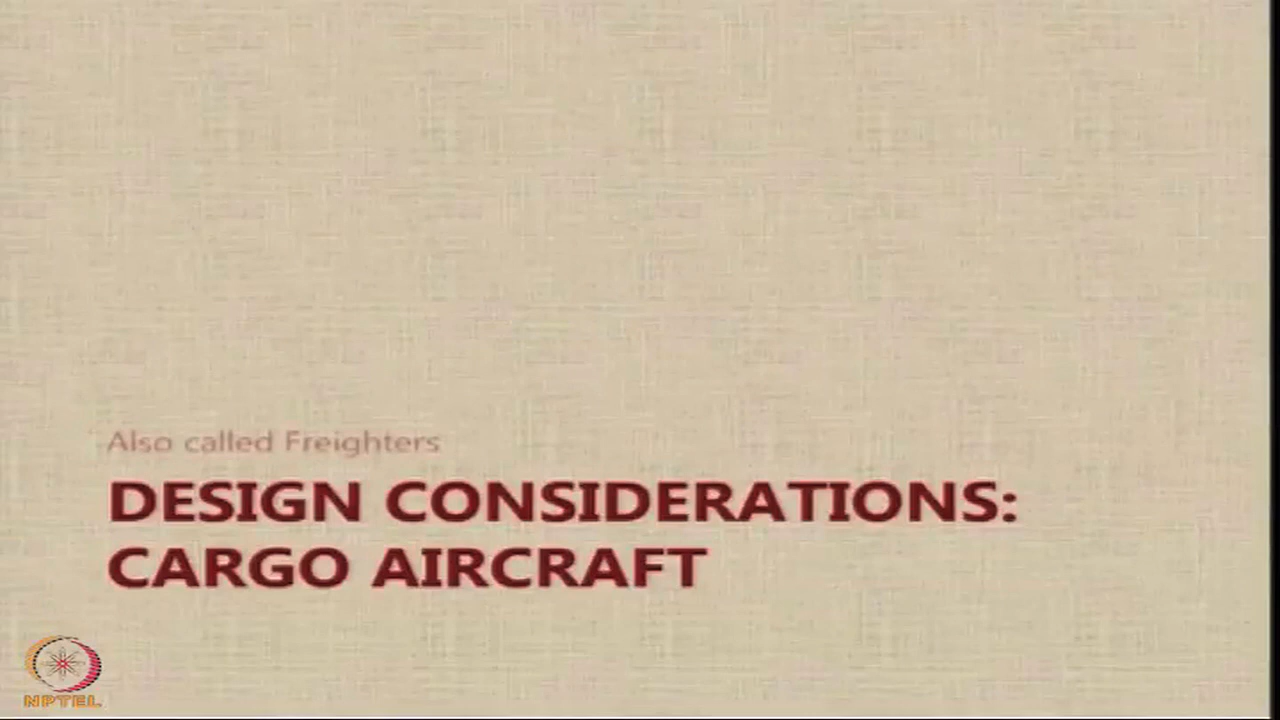 Also called Freighters
DESIGN CONSIDERATIONS:
CARGO AIRCRAFT
NPTEL